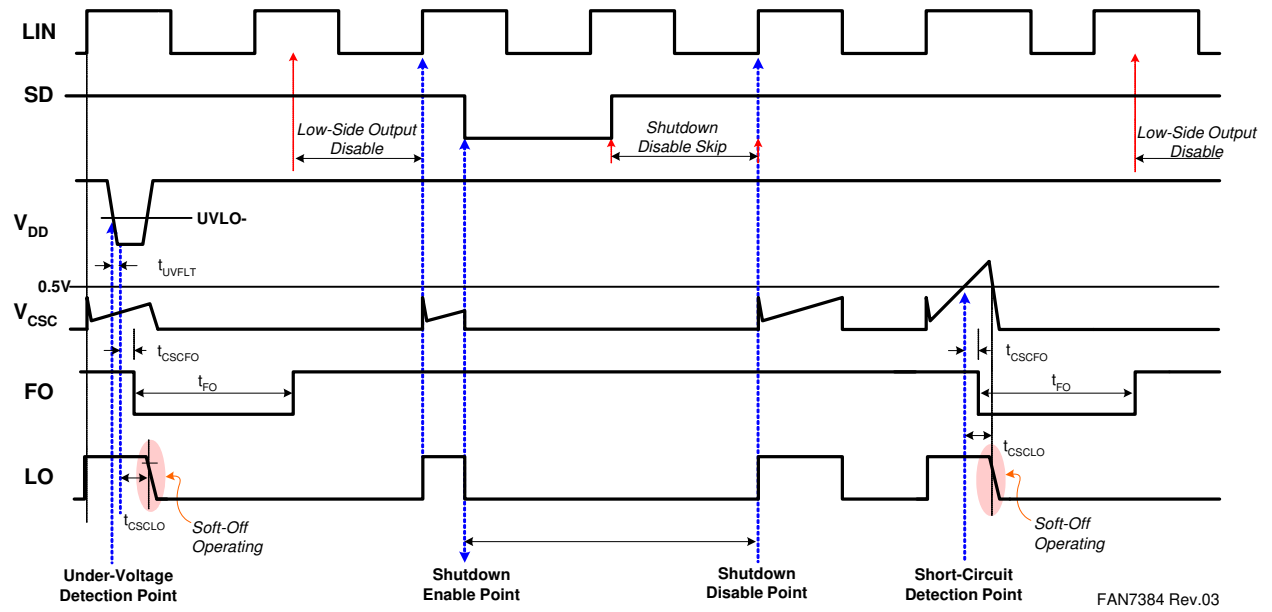 LIN
SD
Low-Side Output
Disable
Shutdown
Disable Skip
Low-Side Output
Disable
UVLO-
VDD
tUVFLT
0.5V
VCSC
tCSCFO
tCSCFO
FO
tFO
tFO
tCSCLO
LO
tCSCLO
Soft-Off
Operating
Soft-Off
Operating
Under-Voltage
Detection Point
Shutdown
Enable Point
Shutdown
Disable Point
Short-Circuit
Detection Point
FAN7384 Rev.03